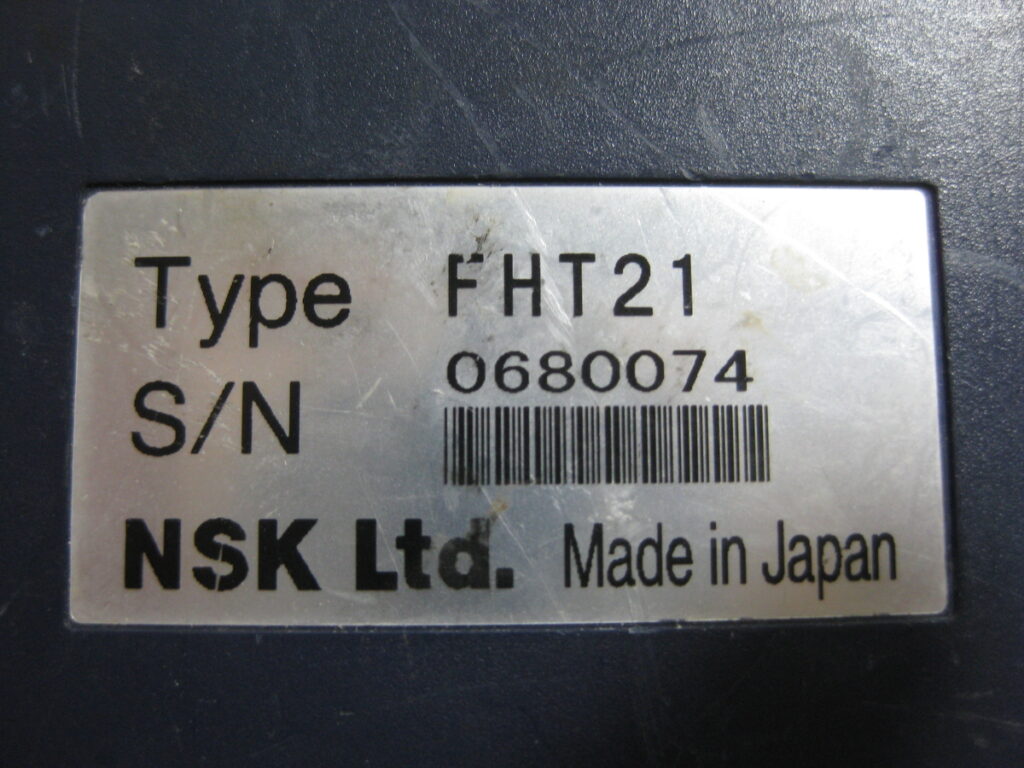 Type FHT21
S/N 0680074
NSK Ltd. Made in Japan